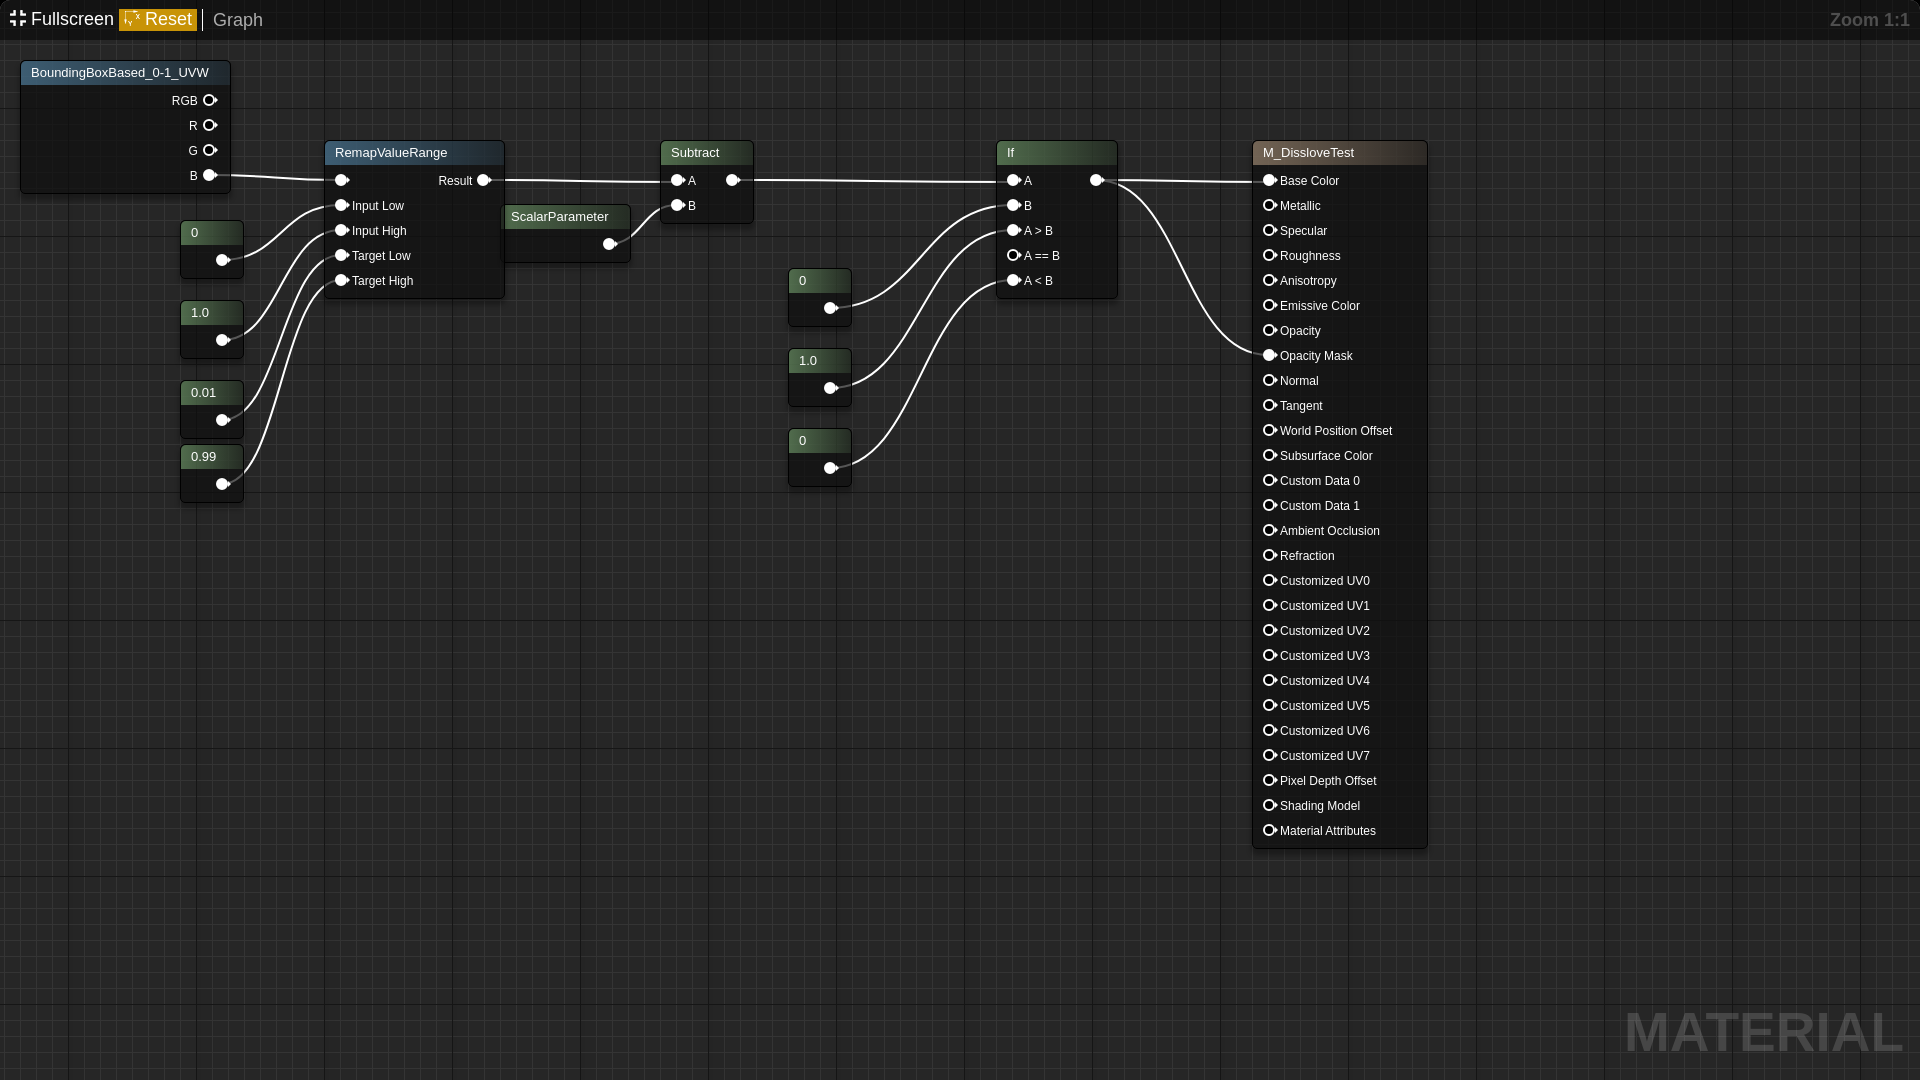 Fullscreen Reset Graph
Zoom 1:1
BoundingBoxBased_0-1_UVW
RGB
R
G
B
0
1.0
0.01
0.99
RemapValueRange
Result
Input Low
Input High
Target Low
Target High
ScalarParameter
Subtract
A
B
0
1.0
0
If
A
B
A > B
A == B
A < B
M_DissloveTest
Base Color
Metallic
Specular
Roughness
Anisotropy
Emissive Color
Opacity
Opacity Mask
Normal
Tangent
World Position Offset
Subsurface Color
Custom Data 0
Custom Data 1
Ambient Occlusion
Refraction
Customized UV0
Customized UV1
Customized UV2
Customized UV3
Customized UV4
Customized UV5
Customized UV6
Customized UV7
Pixel Depth Offset
Shading Model
Material Attributes
MATERIAL